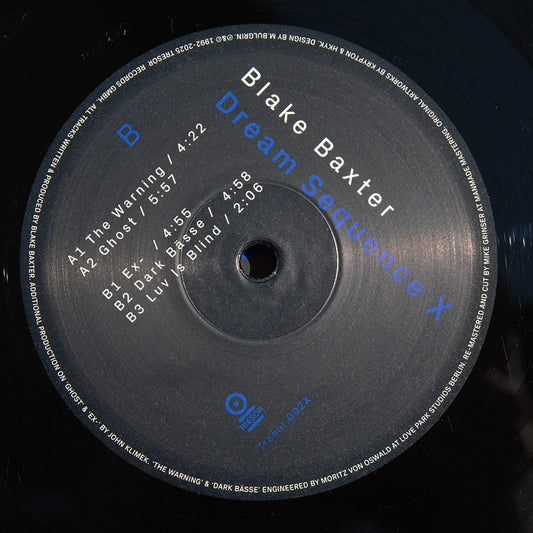 Blake Baxter
Dream Sequence X
B
A1 The Warning / 4:22
A2 Ghost / 5:57
B1 Ex- / 4:55
B2 Dark Bässe / 4:58
B3 Luv is Blind / 2:06
TRESOR
Tresor 002X
℗© 1992-2025 TRESOR RECORDS GMBH. ALL TRACKS WRITTEN & PRODUCED BY BLAKE BAXTER. ADDITIONAL PRODUCTION ON 'GHOST' & 'EX-' BY JOHN KLIMEK. 'THE WARNING' & 'DARK BÄSSE' ENGINEERED BY MORITZ VON OSWALD AT LOVE PARK STUDIOS BERLIN. RE-MASTERED AND CUT BY MIKE GRINSER AT MANMADE MASTERING. ORIGINAL ARTWORKS BY KRYPTON & HKYK. DESIGN BY M.BULGRIN.